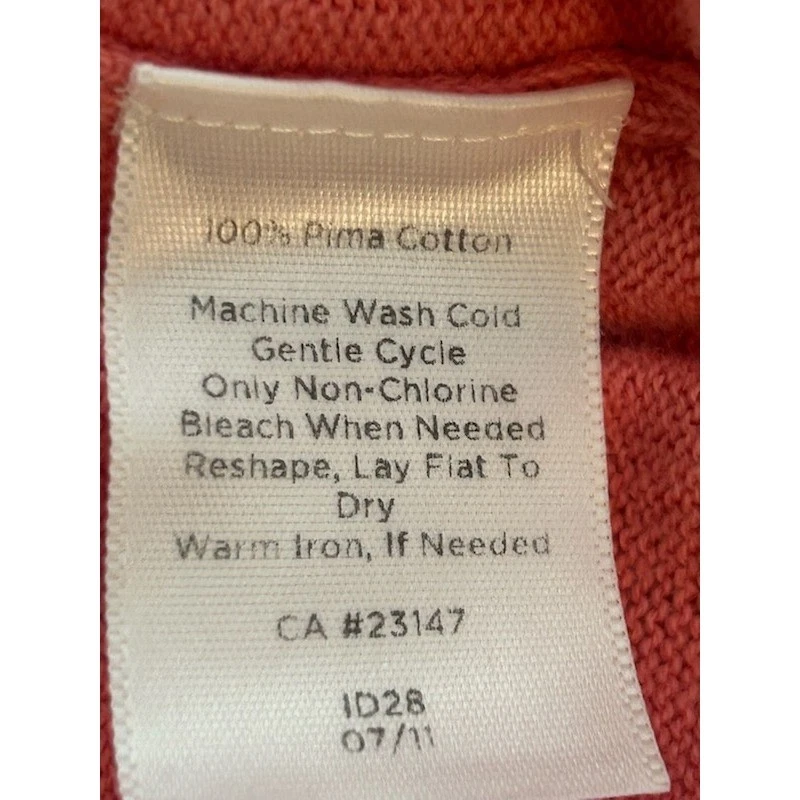 100% Pima Cotton
Machine Wash Cold
Gentle Cycle
Only Non-Chlorine
Bleach When Needed
Reshape, Lay Flat To
Dry
Warm Iron, If Needed
CA #23147
ID28
07/11